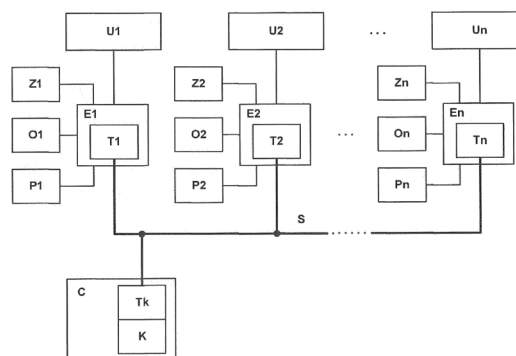 U1 U2 ... Un
Z1 Z2 Zn
E1 E2 En
O1 T1 O2 T2 ... On Tn
P1 P2 Pn
S
C
Tk
K